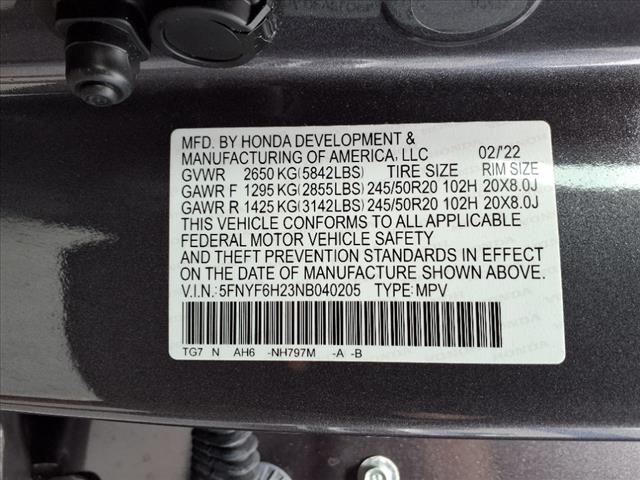 MFD. BY HONDA DEVELOPMENT &
MANUFACTURING OF AMERICA, LLC 02/'22
GVWR 2650 KG(5842LBS) TIRE SIZE RIM SIZE
GAWR F 1295 KG(2855LBS) 245/50R20 102H 20X8.0J
GAWR R 1425 KG(3142LBS) 245/50R20 102H 20X8.0J
THIS VEHICLE CONFORMS TO ALL APPLICABLE
FEDERAL MOTOR VEHICLE SAFETY
AND THEFT PREVENTION STANDARDS IN EFFECT
ON THE DATE OF MANUFACTURE SHOWN ABOVE.
V.I.N.: 5FNYF6H23NB040205 TYPE: MPV
TG7 N AH6 -NH797M -A -B